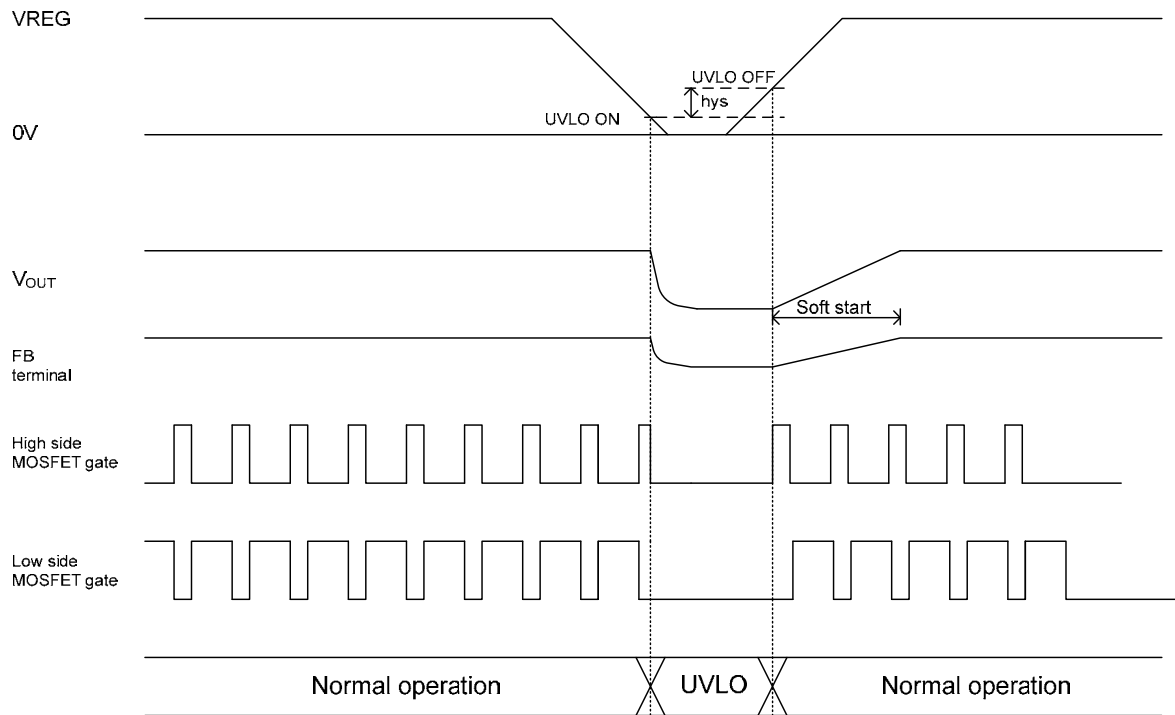 VREG
UVLO OFF
hys
UVLO ON
0V
VOUT
Soft start
FB
terminal
High side
MOSFET gate
Low side
MOSFET gate
Normal operation
UVLO
Normal operation